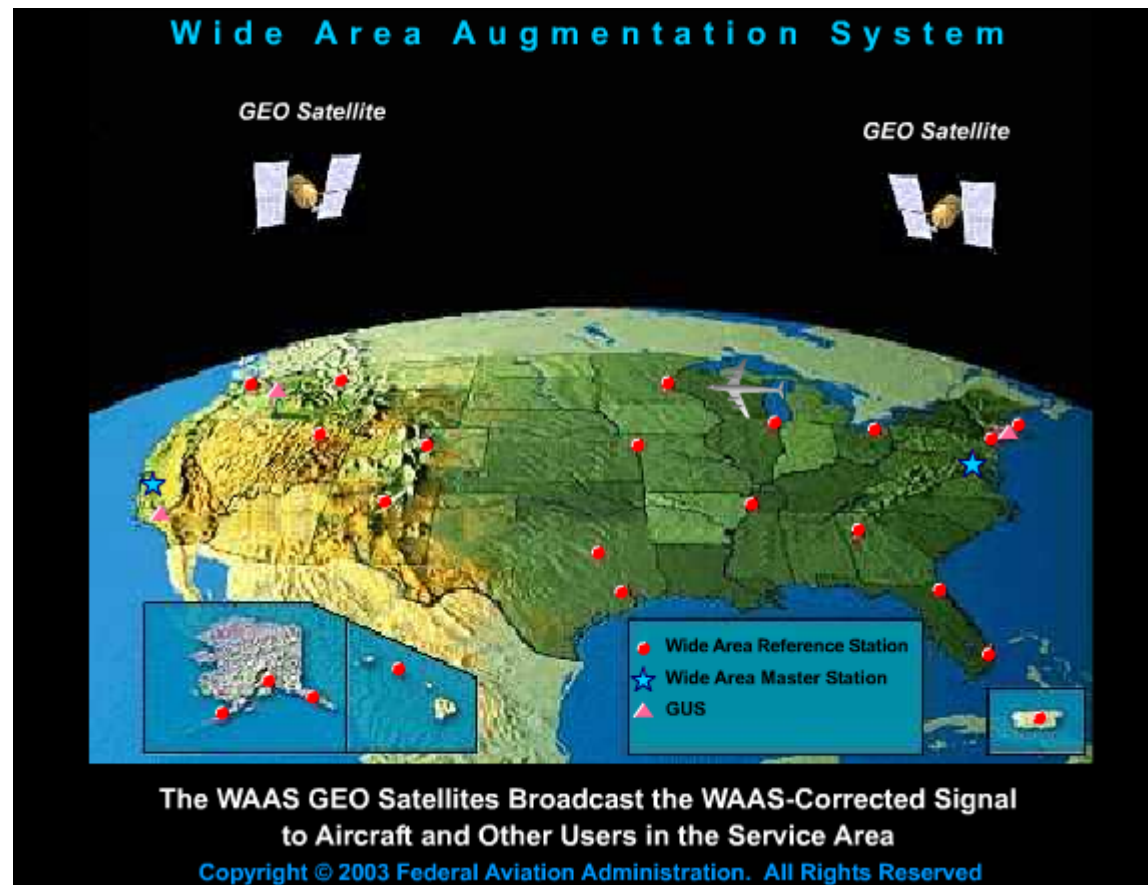 Wide Area Augmentation System
GEO Satellite
GEO Satellite
Wide Area Reference Station
Wide Area Master Station
GUS
The WAAS GEO Satellites Broadcast the WAAS-Corrected Signal
to Aircraft and Other Users in the Service Area
Copyright © 2003 Federal Aviation Administration. All Rights Reserved